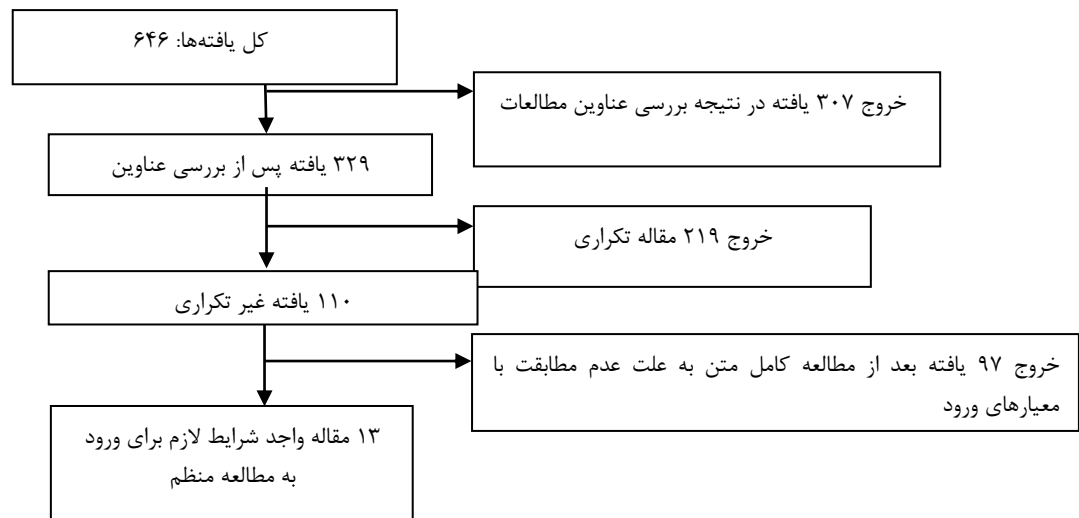 کل یافته‌ها: ۶۴۶
خروج ۳۰۷ یافته در نتیجه بررسی عناوین مطالعات
۳۲۹ یافته پس از بررسی عناوین
خروج ۲۱۹ مقاله تکراری
۱۱۰ یافته غیر تکراری
خروج ۹۷ یافته بعد از مطالعه کامل متن به علت عدم مطابقت با
معیارهای ورود
۱۳ مقاله واجد شرایط لازم برای ورود
به مطالعه منظم